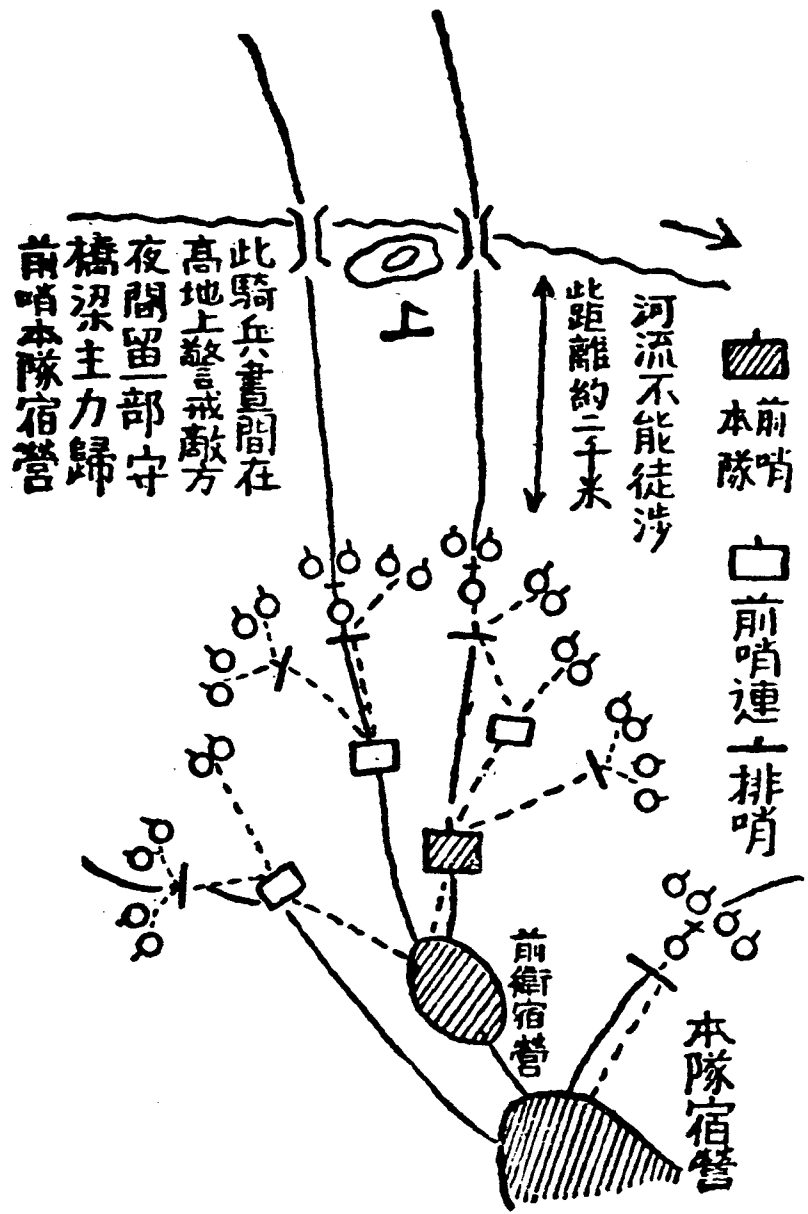 前哨
本隊
前哨連
排哨
河流不能徒涉
此距離約二千米
此騎兵晝間在
高地上警戒敵方
夜間留一部守
橋梁主力歸
前哨本隊宿營
前衛宿營
本隊宿營